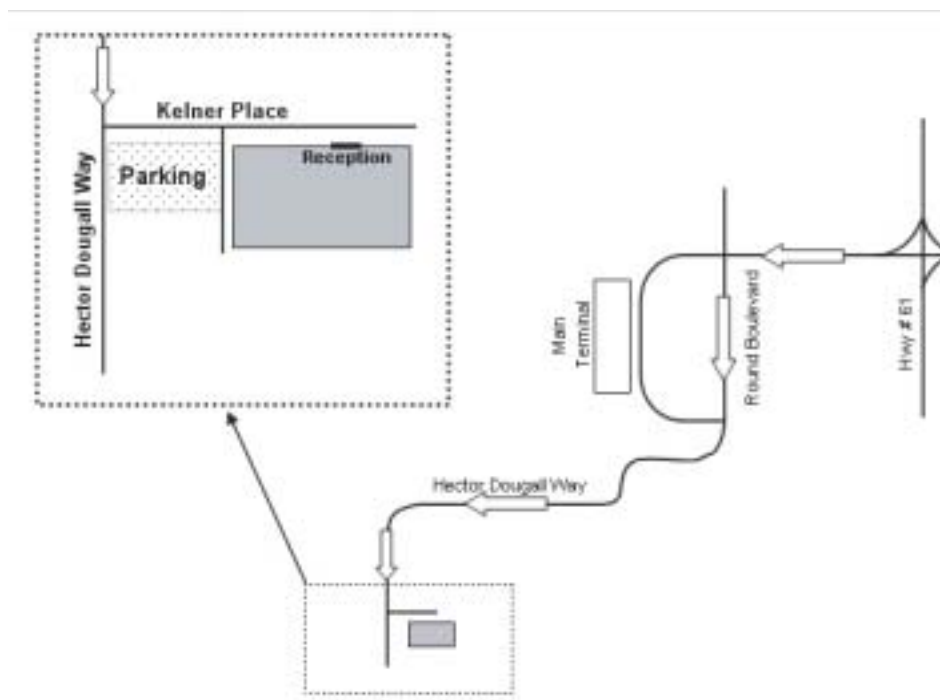 Kelner Place
Reception
Parking
Hector Dougall Way
Main
Terminal
Round Boulevard
Hwy # 61
Hector Dougall Way